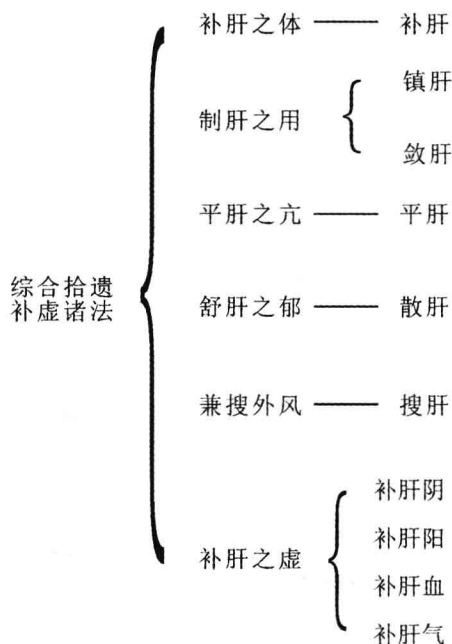 综合拾遗
补虚诸法
补肝之体 —— 补肝
制肝之用
镇肝
敛肝
平肝之亢 —— 平肝
舒肝之郁 —— 散肝
兼搜外风 —— 搜肝
补肝之虚
补肝阴
补肝阳
补肝血
补肝气